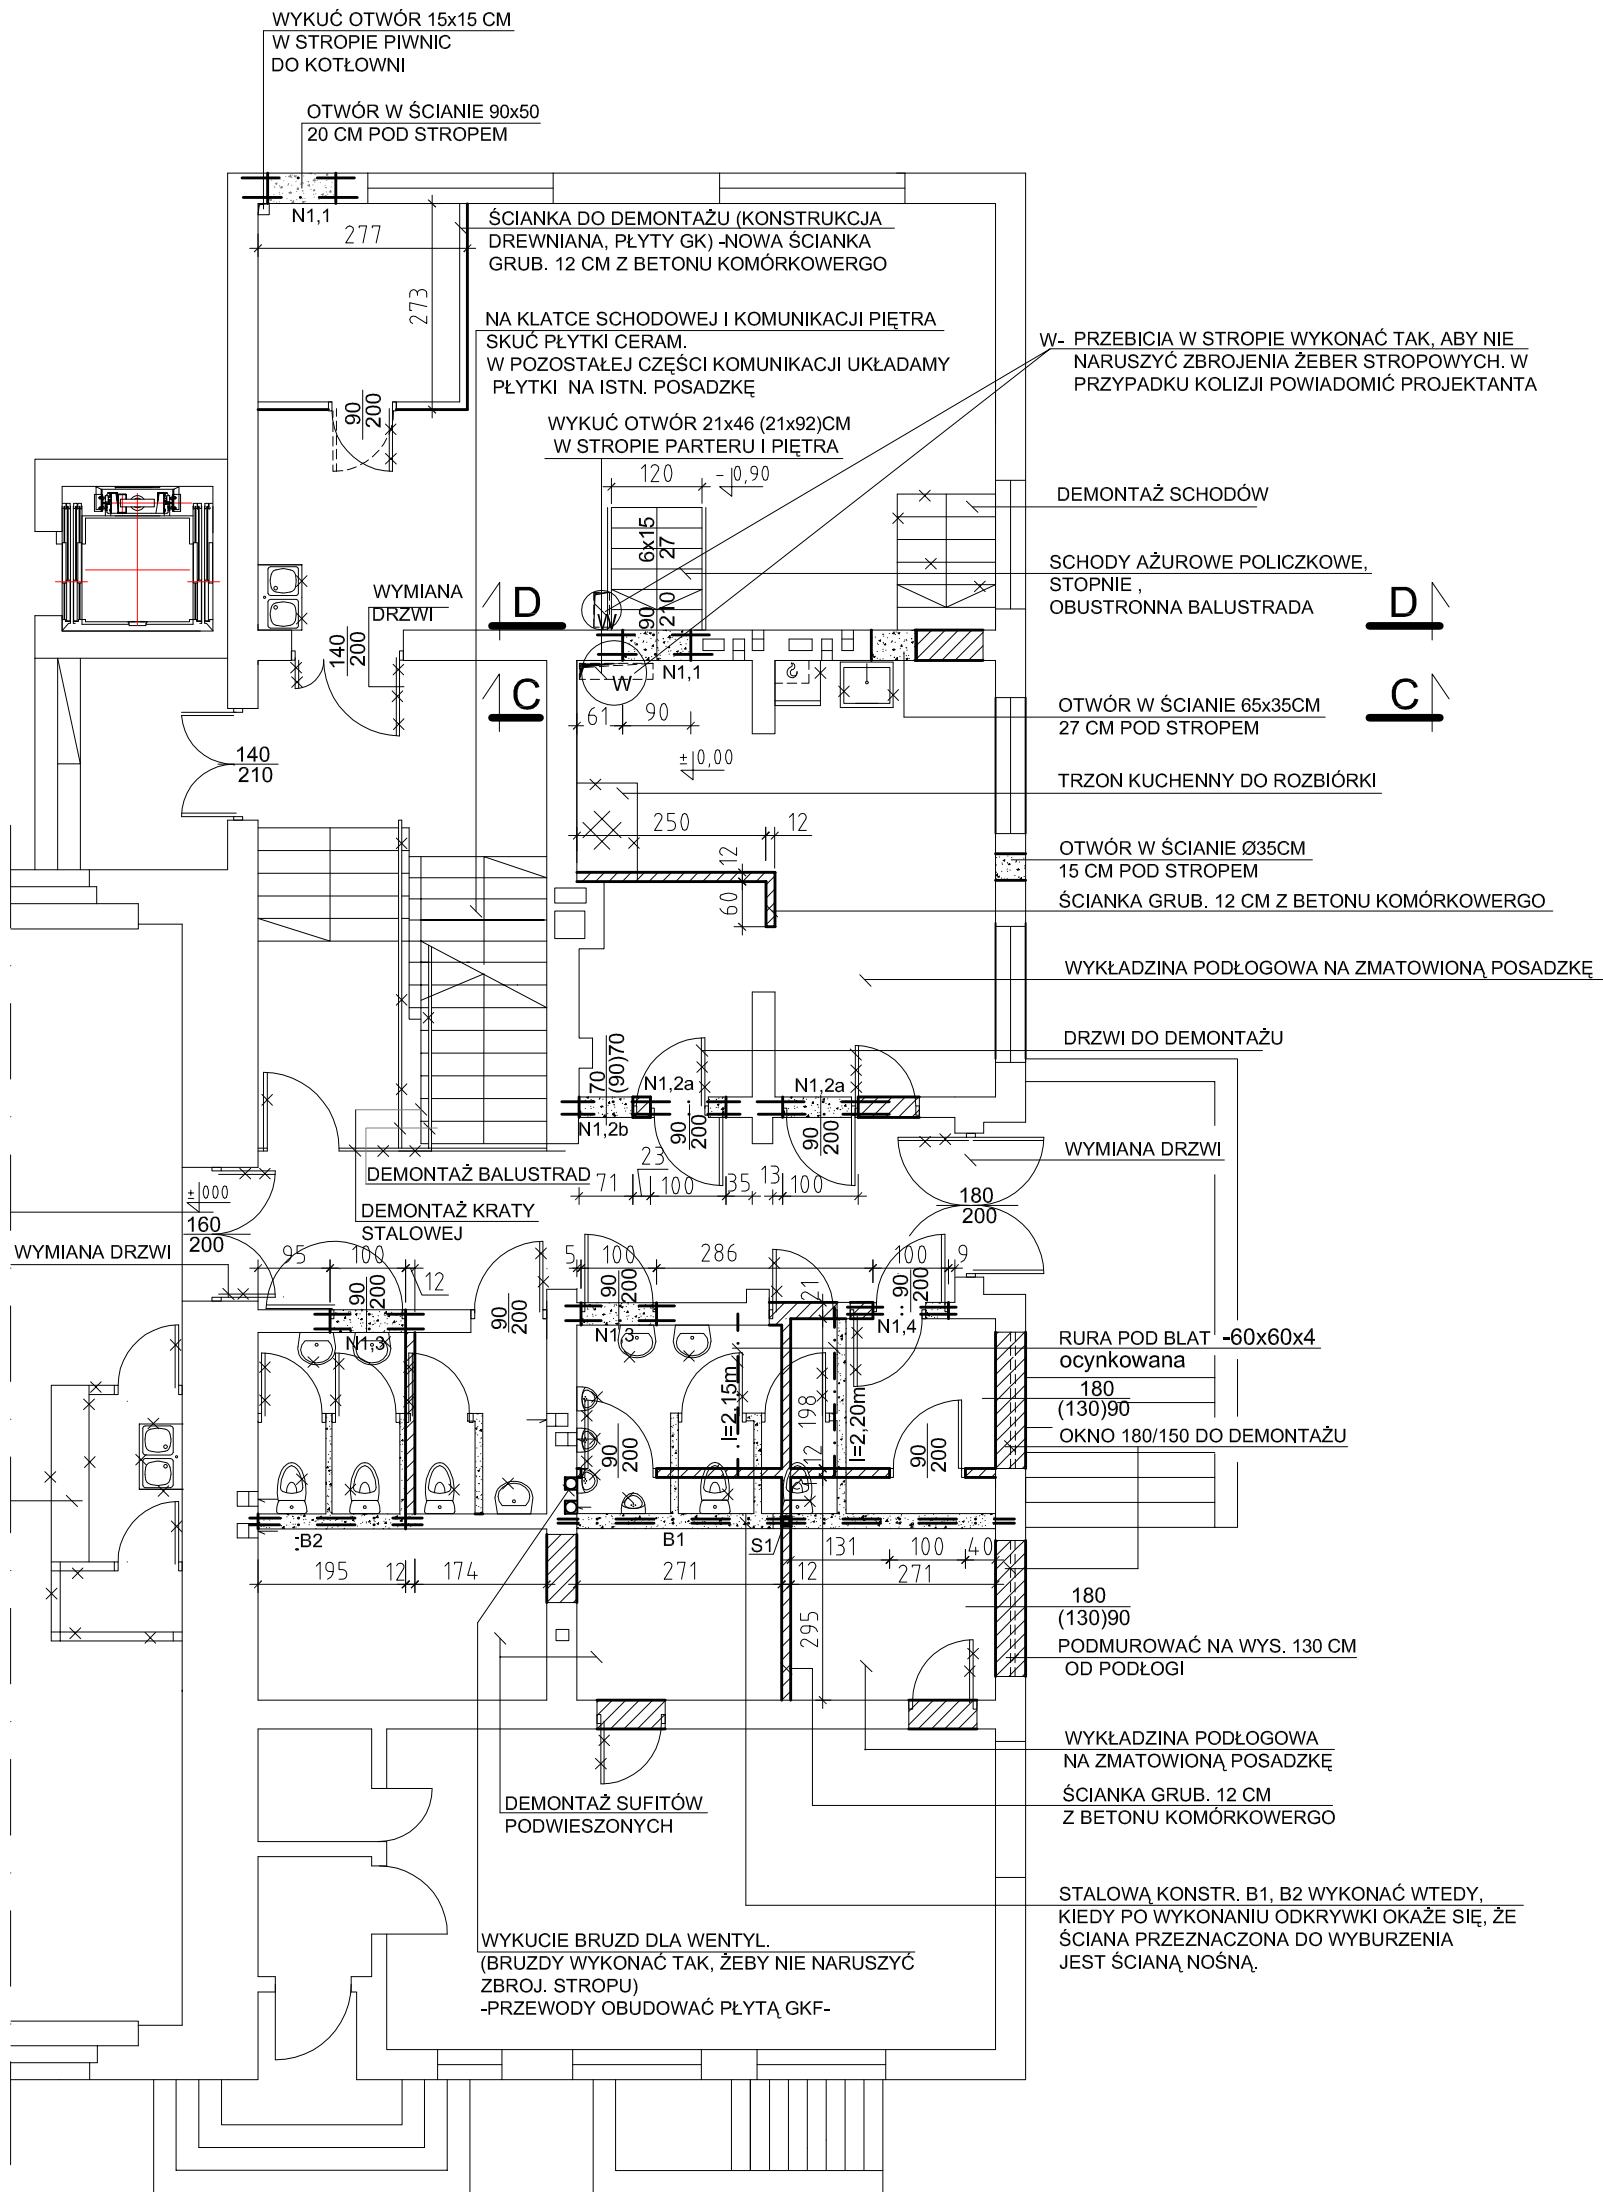 WYKUĆ OTWÓR 15x15 CM
W STROPIE PIWNIC
DO KOTŁOWNI
OTWÓR W ŚCIANIE 90x50
20 CM POD STROPEM
N1,1
277
273
ŚCIANKA DO DEMONTAŻU (KONSTRUKCJA
DREWNIANA, PŁYTY GK) -NOWA ŚCIANKA
GRUB. 12 CM Z BETONU KOMÓRKOWERGO
NA KLATCE SCHODOWEJ I KOMUNIKACJI PIĘTRA
SKUĆ PŁYTKI CERAM.
W POZOSTAŁEJ CZĘŚCI KOMUNIKACJI UKŁADAMY
PŁYTKI NA ISTN. POSADZKĘ
W- PRZEBICIA W STROPIE WYKONAĆ TAK, ABY NIE
NARUSZYĆ ZBROJENIA ŻEBER STROPOWYCH. W
PRZYPADKU KOLIZJI POWIADOMIĆ PROJEKTANTA
90
200
WYKUĆ OTWÓR 21x46 (21x92)CM
W STROPIE PARTERU I PIĘTRA
120
-0,90
6x15
27
DEMONTAŻ SCHODÓW
SCHODY AŻUROWE POLICZKOWE,
STOPNIE ,
OBUSTRONNA BALUSTRADA
WYMIANA
DRZWI
D
D
W
90
210
140
200
N1,1
W
C
C
61
90
OTWÓR W ŚCIANIE 65x35CM
27 CM POD STROPEM
140
210
±0,00
TRZON KUCHENNY DO ROZBIÓRKI
250
12
12
60
OTWÓR W ŚCIANIE Ø35CM
15 CM POD STROPEM
ŚCIANKA GRUB. 12 CM Z BETONU KOMÓRKOWERGO
WYKŁADZINA PODŁOGOWA NA ZMATOWIONĄ POSADZKĘ
DRZWI DO DEMONTAŻU
70
(90)70
N1,2a
N1,2a
N1,2b
90
200
90
200
WYMIANA DRZWI
DEMONTAŻ BALUSTRAD
23
71
100
35
13
100
180
200
±000
160
200
DEMONTAŻ KRATY
STALOWEJ
WYMIANA DRZWI
95
100
12
5
100
286
100
9
90
200
90
200
90
200
21
90
200
N1,3
N1,3
N1,4
RURA POD BLAT -60x60x4
ocynkowana
l=2,15m
198
l=2,20m
180
(130)90
OKNO 180/150 DO DEMONTAŻU
90
200
12
90
200
-B2
B1
S1
131
100
40
195
12
174
271
12
271
295
180
(130)90
PODMUROWAĆ NA WYS. 130 CM
OD PODŁOGI
WYKŁADZINA PODŁOGOWA
NA ZMATOWIONĄ POSADZKĘ
DEMONTAŻ SUFITÓW
PODWIESZONYCH
ŚCIANKA GRUB. 12 CM
Z BETONU KOMÓRKOWERGO
STALOWĄ KONSTR. B1, B2 WYKONAĆ WTEDY,
KIEDY PO WYKONANIU ODKRYWKI OKAŻE SIĘ, ŻE
ŚCIANA PRZEZNACZONA DO WYBURZENIA
JEST ŚCIANĄ NOŚNĄ.
WYKUCIE BRUZD DLA WENTYL.
(BRUZDY WYKONAĆ TAK, ŻEBY NIE NARUSZYĆ
ZBROJ. STROPU)
-PRZEWODY OBUDOWAĆ PŁYTĄ GKF-